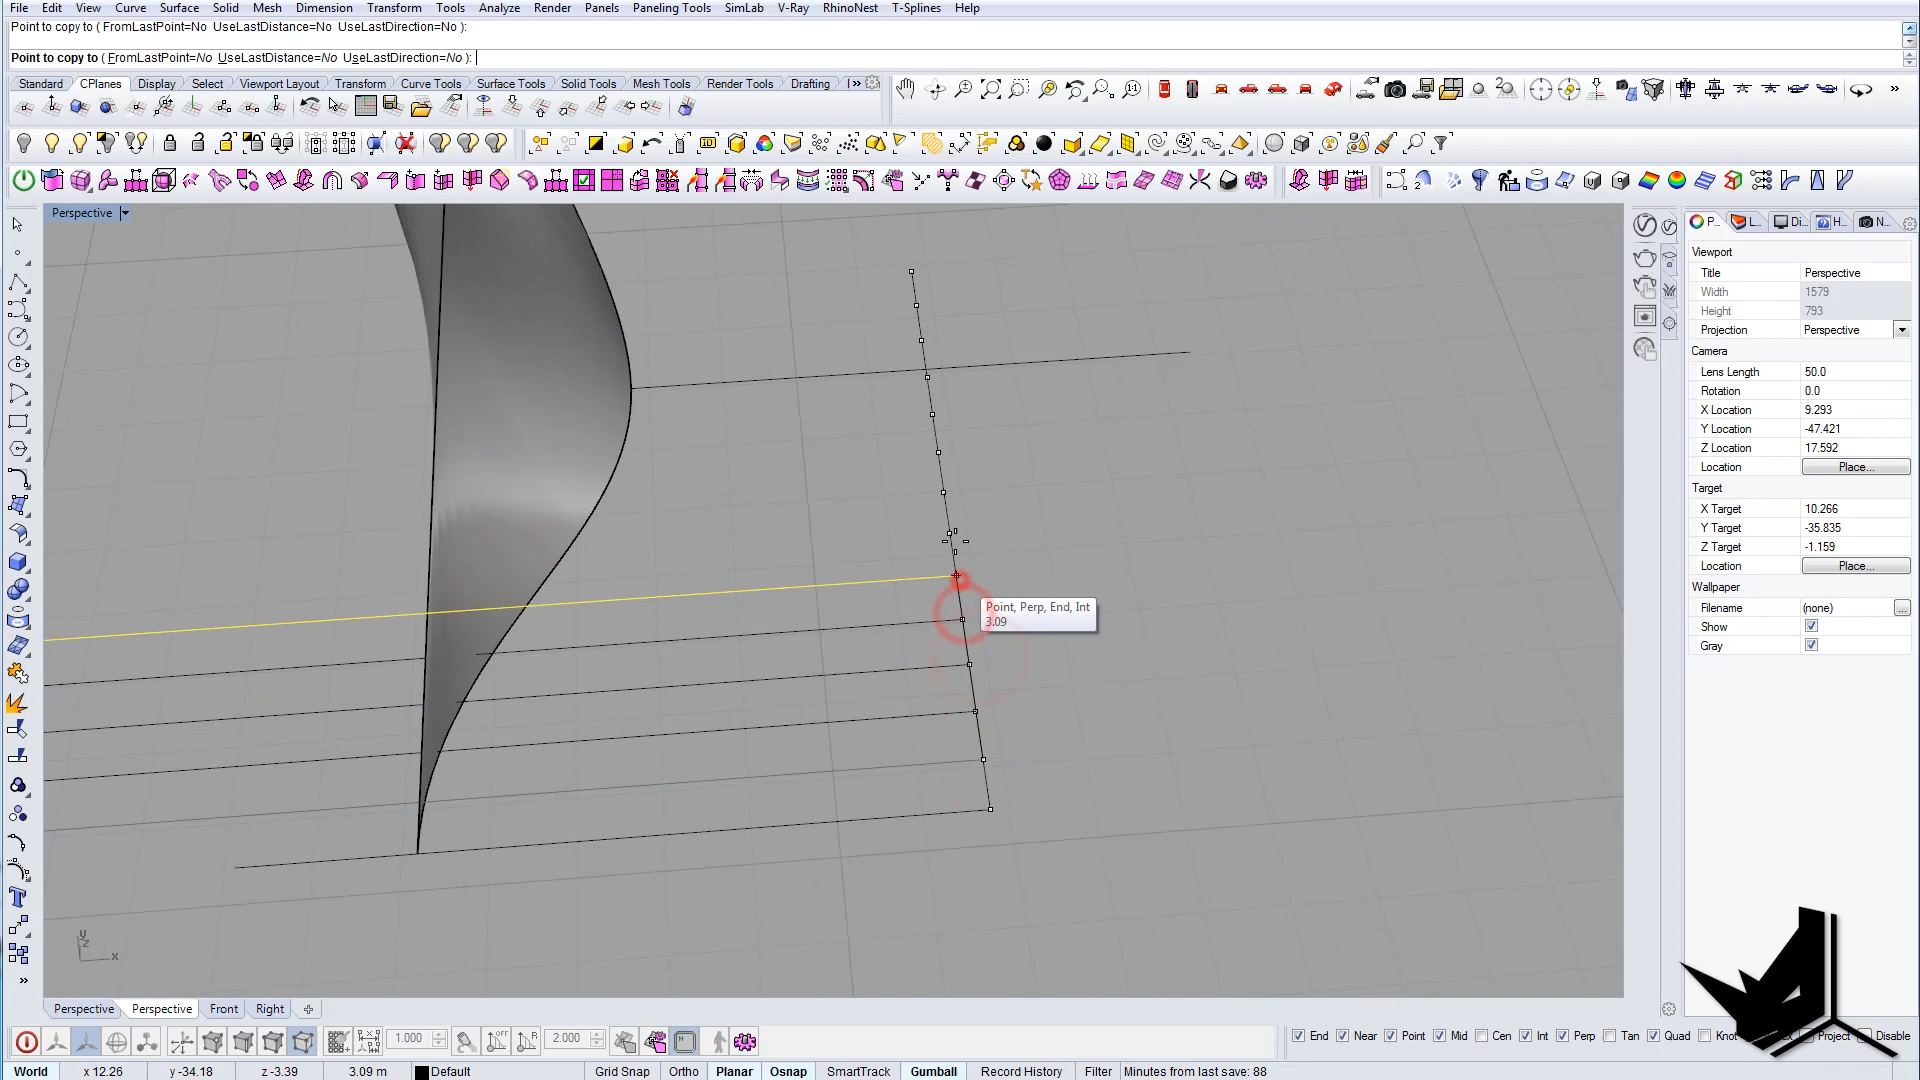 File Edit View Curve Surface Solid Mesh Dimension Transform Tools Analyze Render Panels Paneling Tools SimLab V-Ray RhinoNest T-Splines Help
Point to copy to ( FromLastPoint=No UseLastDistance=No UseLastDirection=No ):
Point to copy to ( FromLastPoint=No UseLastDistance=No UseLastDirection=No ):
Standard CPlanes Display Select Viewport Layout Transform Curve Tools Surface Tools Solid Tools Mesh Tools Render Tools Drafting
Perspective
P... L... Di... H... N...
Viewport
Title Perspective
Width 1579
Height 793
Projection Perspective
Camera
Lens Length 50.0
Rotation 0.0
X Location 9.293
Y Location -47.421
Z Location 17.592
Location Place...
Target
X Target 10.266
Y Target -35.835
Z Target -1.159
Location Place...
Wallpaper
Filename (none) ...
Show
Gray
Point, Perp, End, Int
3.09
y
z
x
Perspective Perspective Front Right
1.000 2.000
End Near Point Mid Cen Int Perp Tan Quad Knot Project Disable
World x 12.26 y -34.18 z -3.39 3.09 m Default Grid Snap Ortho Planar Osnap SmartTrack Gumball Record History Filter Minutes from last save: 88